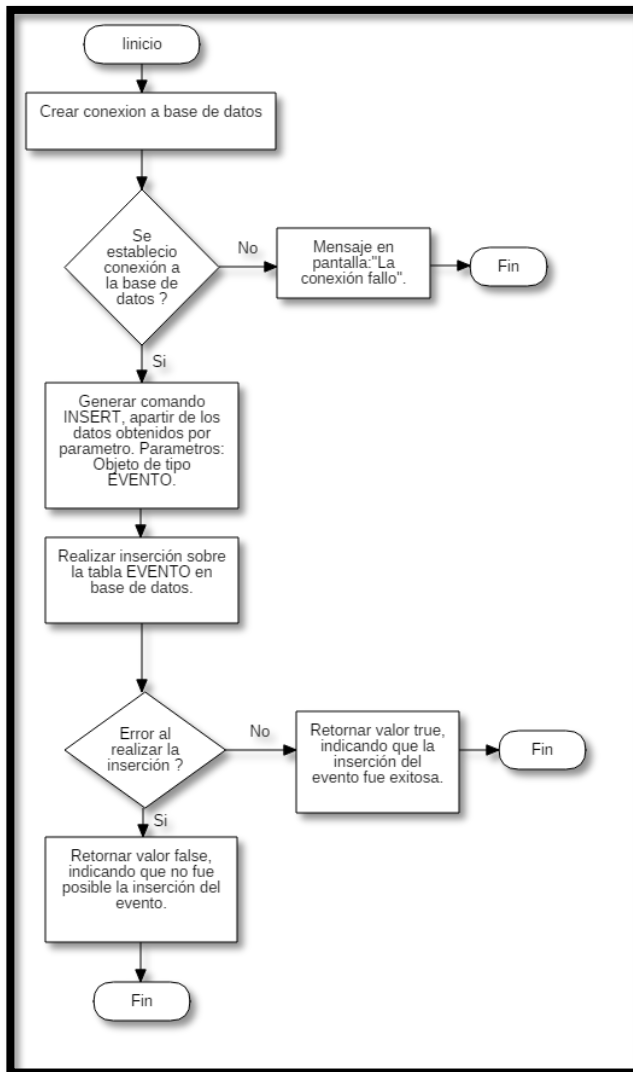 Iinicio
Crear conexion a base de datos
Se
establecio
conexión a
la base de
datos ?
No
Mensaje en
pantalla:"La
conexión fallo".
Fin
Si
Generar comando
INSERT, apartir de los
datos obtenidos por
parametro. Parametros:
Objeto de tipo
EVENTO.
Realizar inserción sobre
la tabla EVENTO en
base de datos.
Error al
realizar la
inserción ?
No
Retornar valor true,
indicando que la
inserción del
evento fue exitosa.
Fin
Si
Retornar valor false,
indicando que no fue
posible la inserción del
evento.
Fin